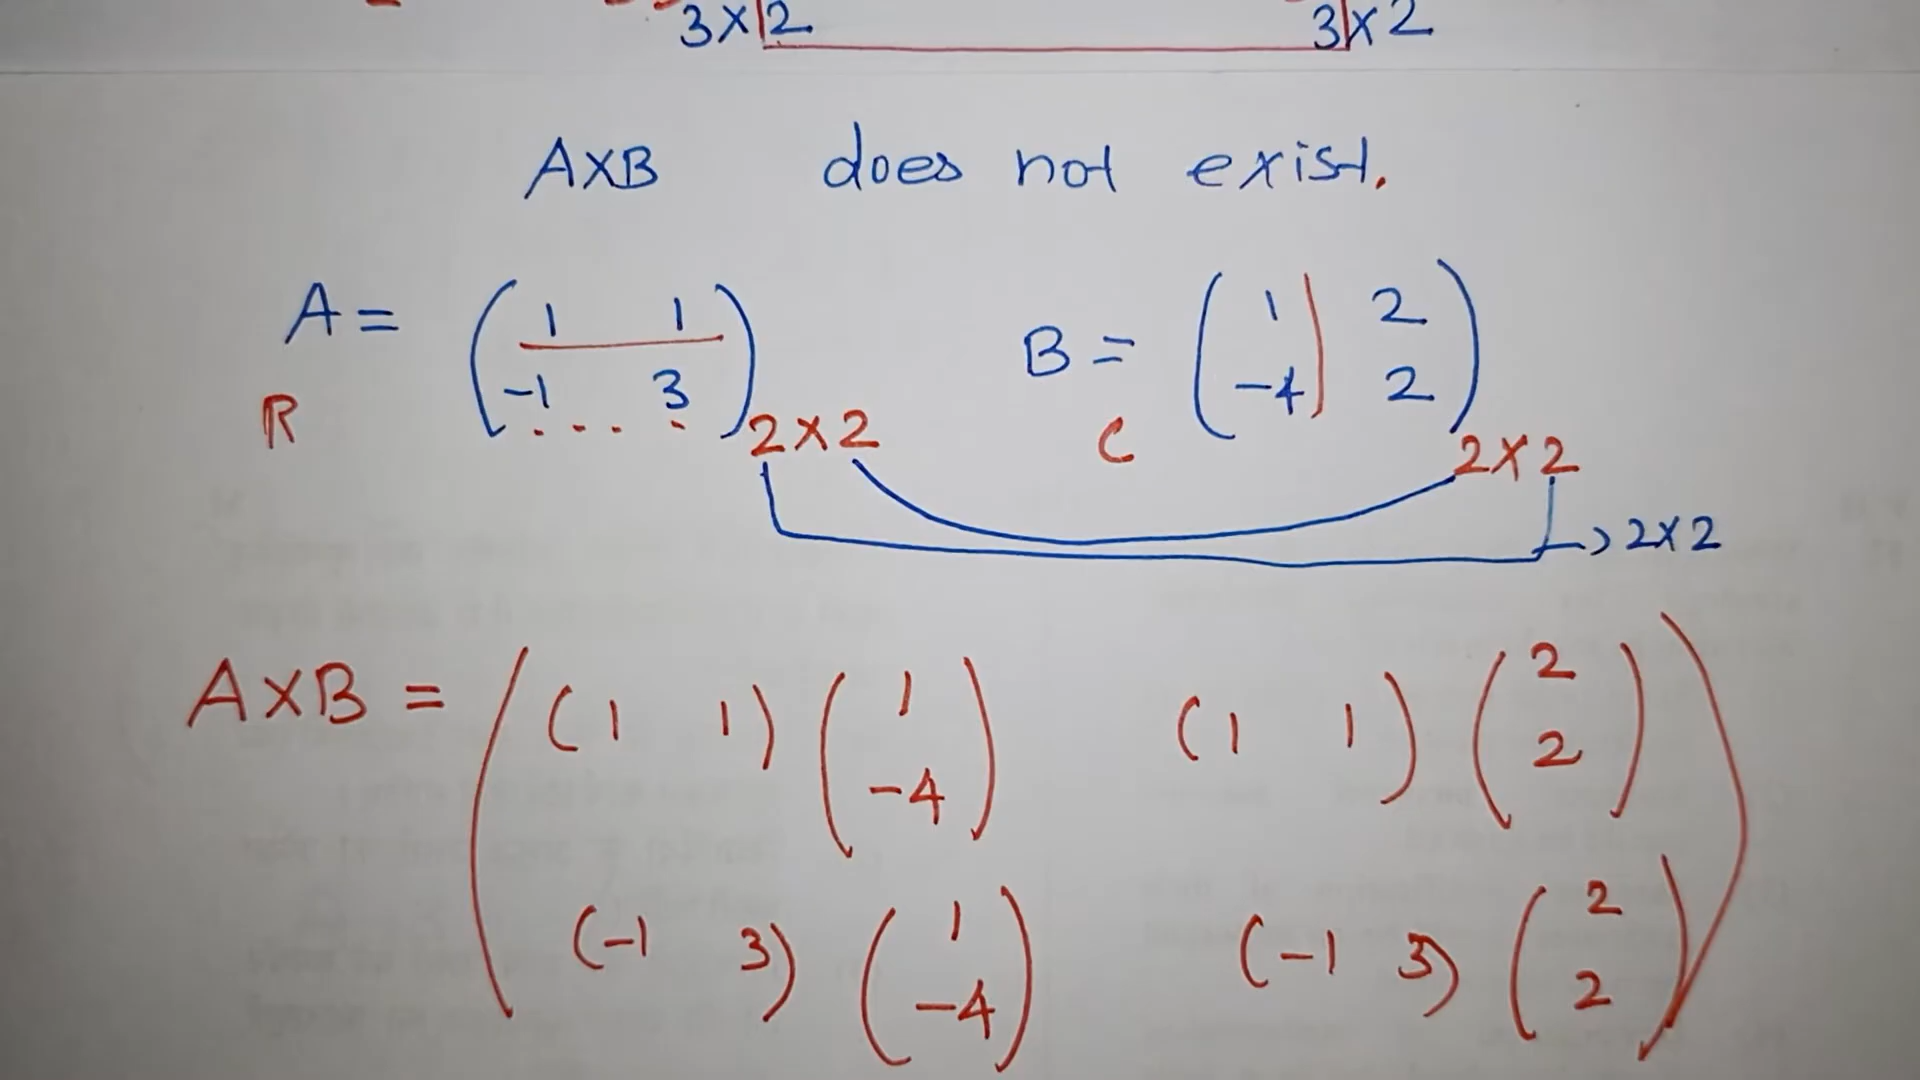 3×2 3×2
A×B does not exist.
A = ( 1 1 B = ( 1 2
R -1 3 )2×2 C -4 2 )2×2
→ 2×2
A×B = ( (1 1) ( 1 (1 1) ( 2
-4 ) 2 )
(-1 3) ( 1 (-1 3) ( 2
-4 ) 2 ) )